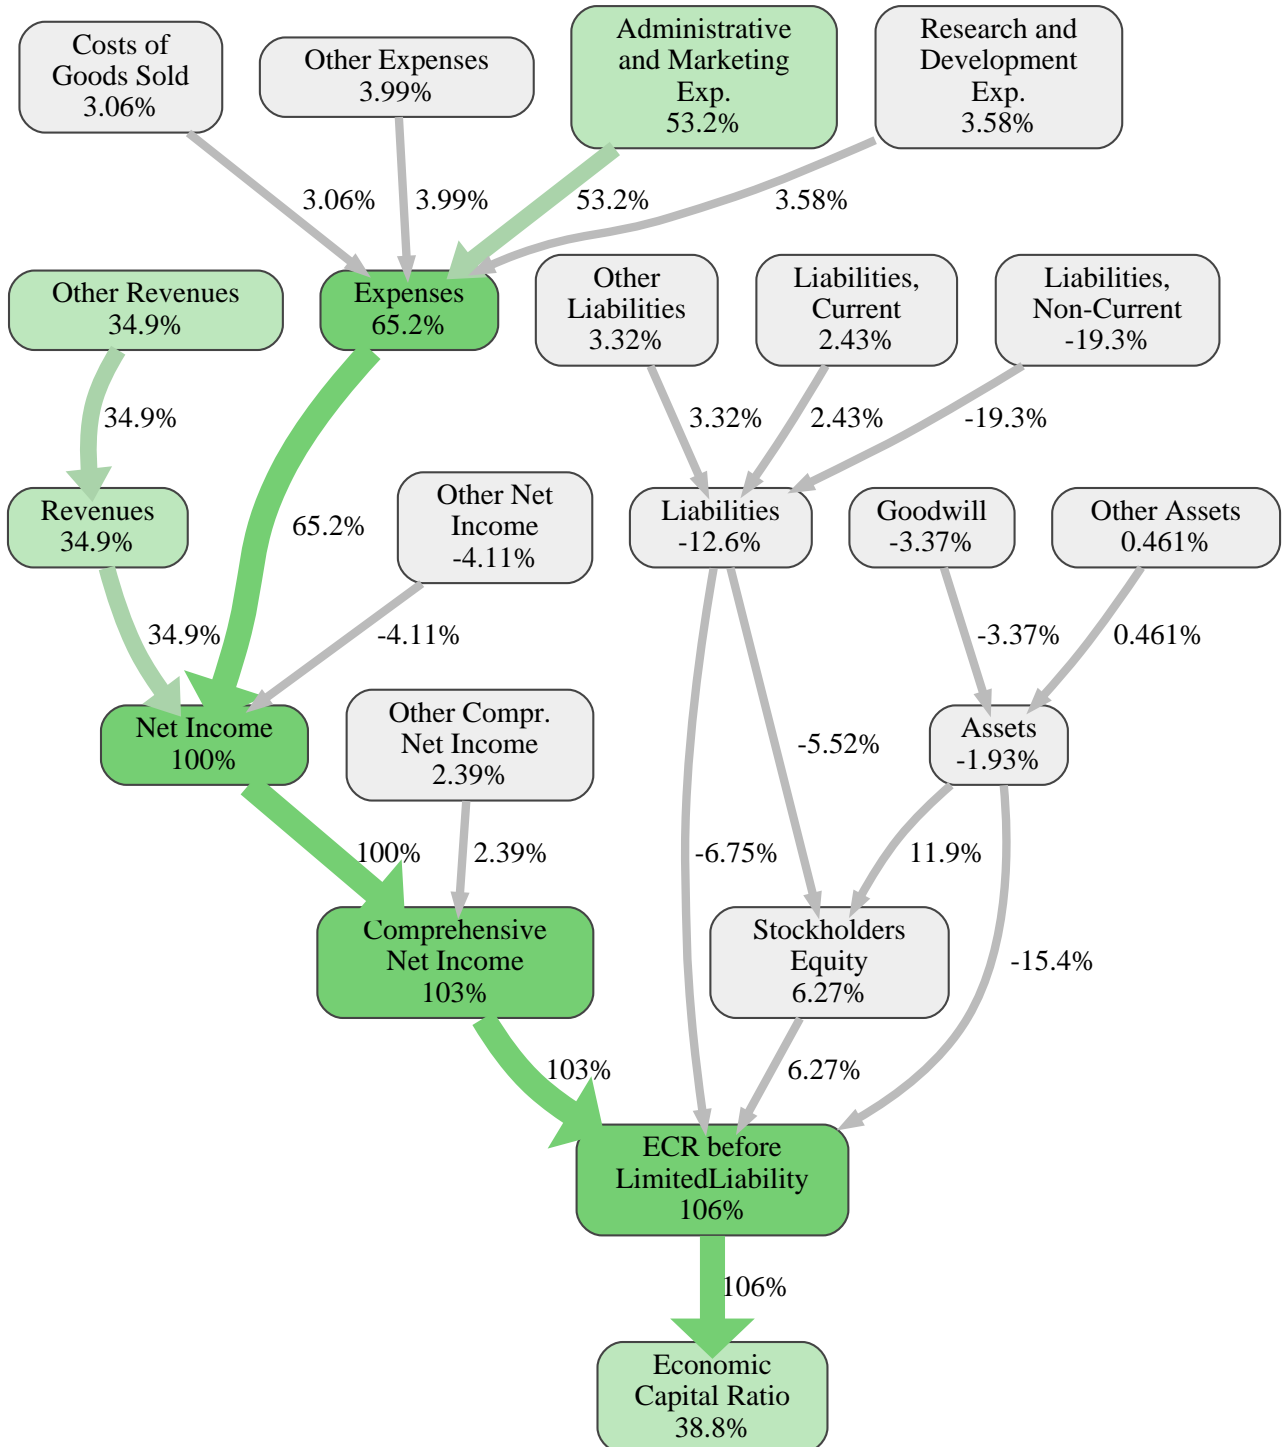 Costs of
Goods Sold
3.06%
Other Expenses
3.99%
Administrative
and Marketing
Exp.
53.2%
Research and
Development
Exp.
3.58%
3.06%
3.99%
53.2%
3.58%
Other Revenues
34.9%
Expenses
65.2%
Other
Liabilities
3.32%
Liabilities,
Current
2.43%
Liabilities,
Non-Current
-19.3%
34.9%
3.32%
2.43%
-19.3%
Revenues
34.9%
65.2%
Other Net
Income
-4.11%
Liabilities
-12.6%
Goodwill
-3.37%
Other Assets
0.461%
34.9%
-4.11%
-3.37%
0.461%
Net Income
100%
Other Compr.
Net Income
2.39%
-5.52%
Assets
-1.93%
100%
2.39%
-6.75%
11.9%
Comprehensive
Net Income
103%
Stockholders
Equity
6.27%
-15.4%
103%
6.27%
ECR before
LimitedLiability
106%
106%
Economic
Capital Ratio
38.8%